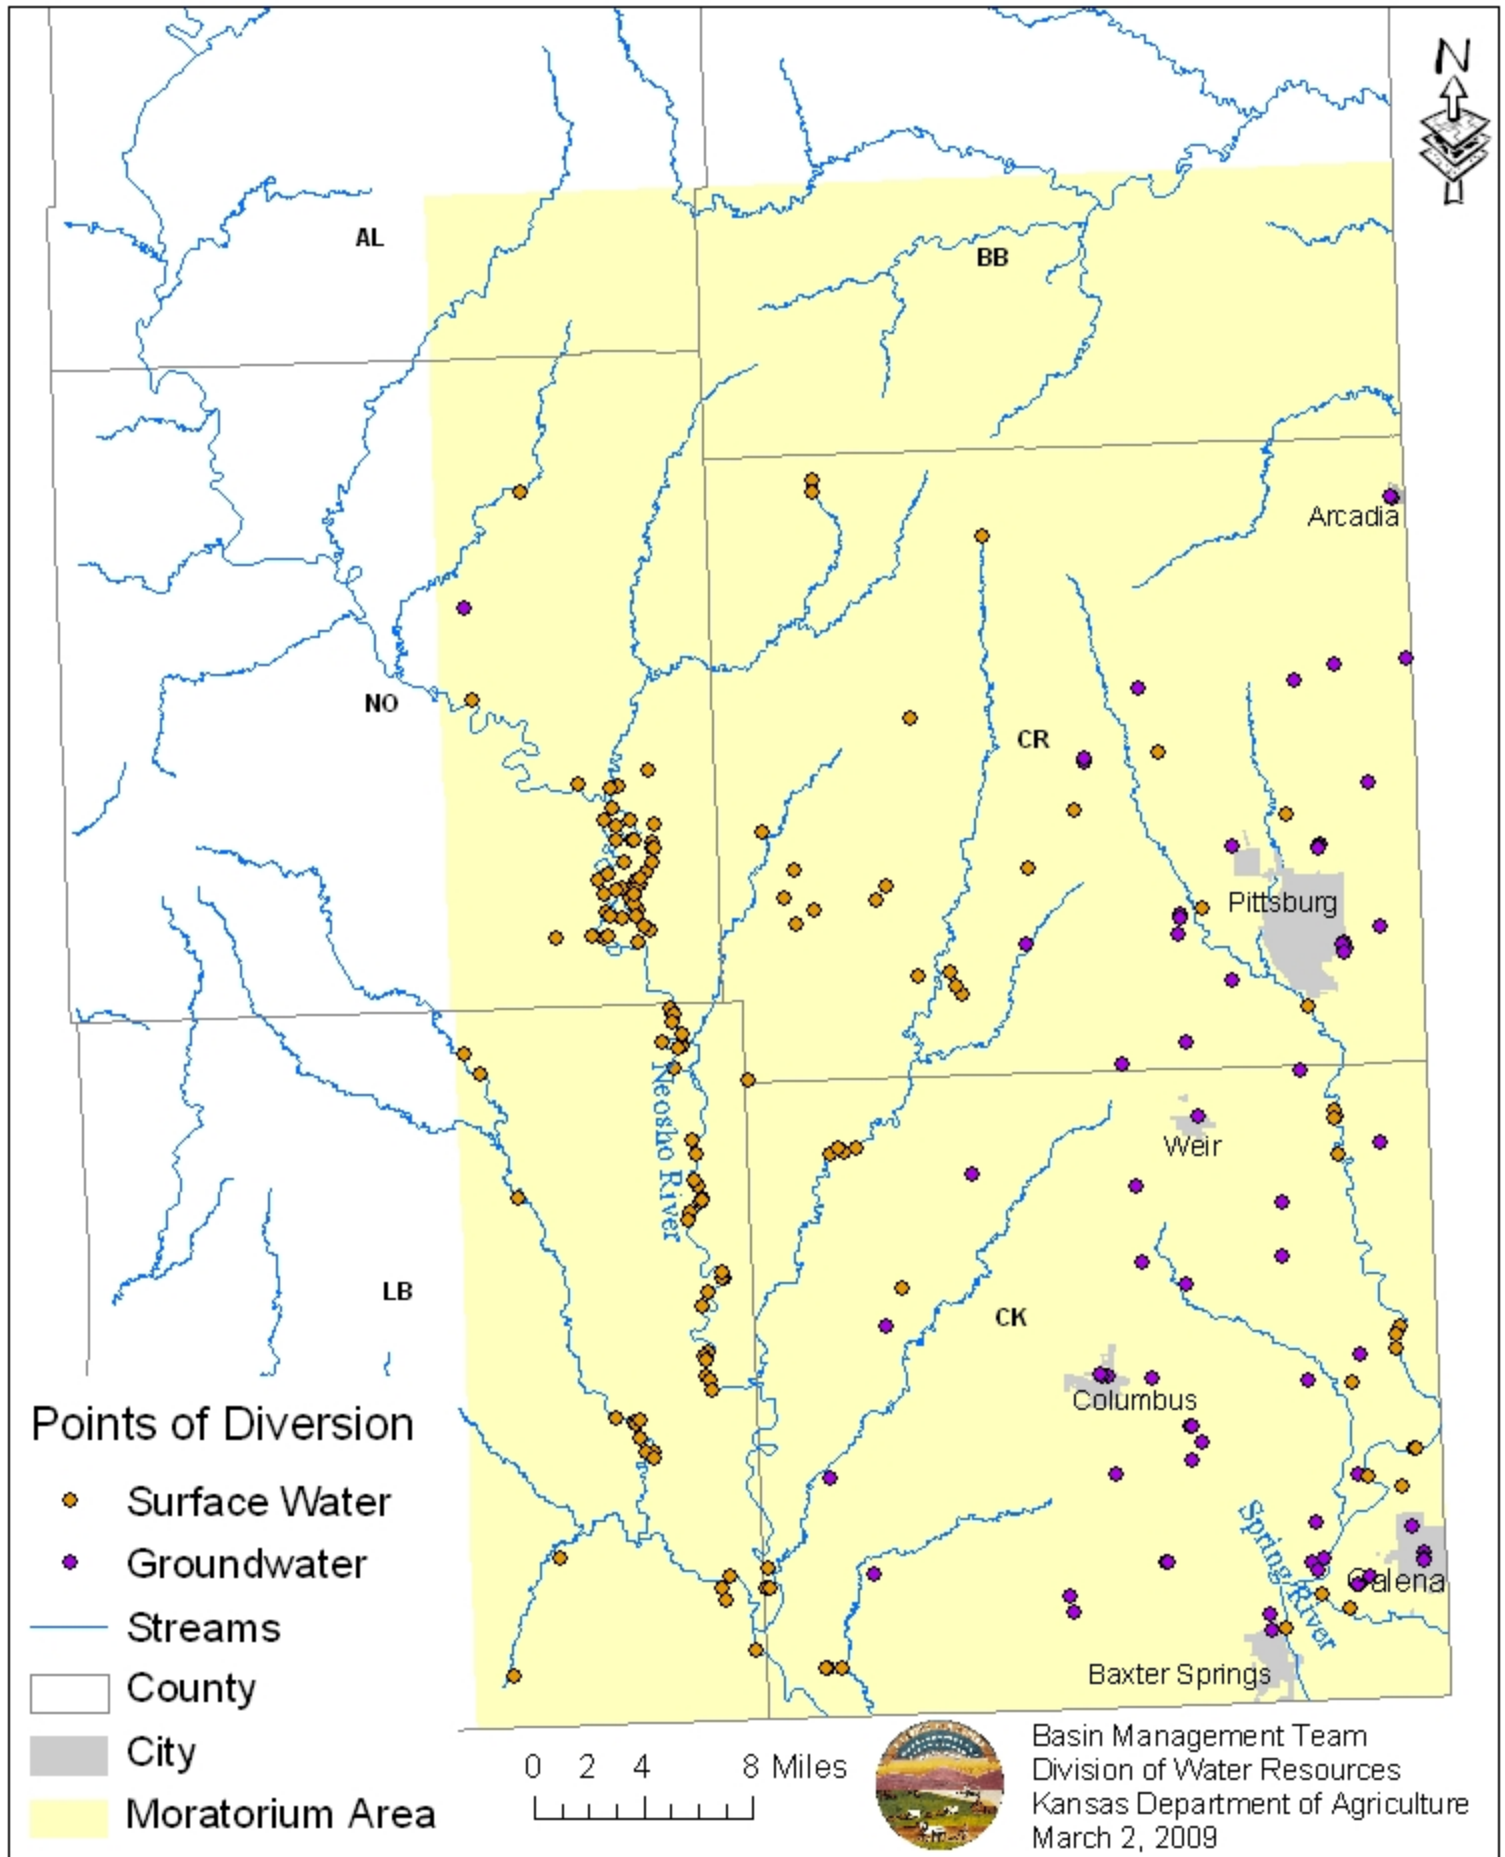 N
AL
BB
Arcadia
NO
CR
Pittsburg
Neosho River
Weir
LB
CK
Columbus
Spring River
Galena
Baxter Springs
Points of Diversion
Surface Water
Groundwater
Streams
County
City
Moratorium Area
0 2 4 8 Miles
Basin Management Team
Division of Water Resources
Kansas Department of Agriculture
March 2, 2009